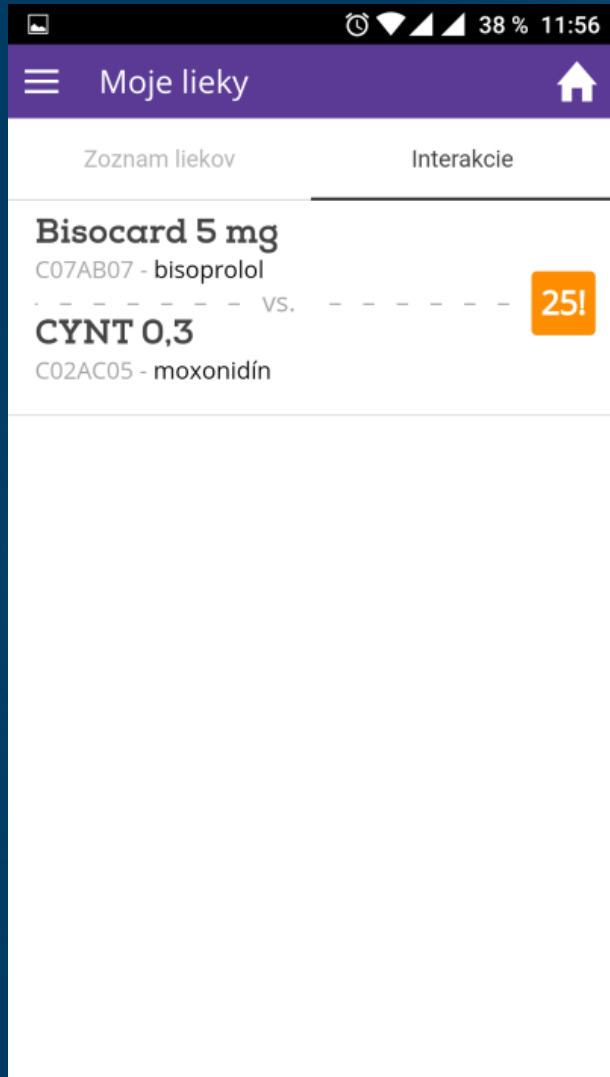 38 % 11:56
Moje lieky
Zoznam liekov Interakcie
Bisocard 5 mg
C07AB07 - bisoprolol
vs. 25!
CYNT 0,3
C02AC05 - moxonidín